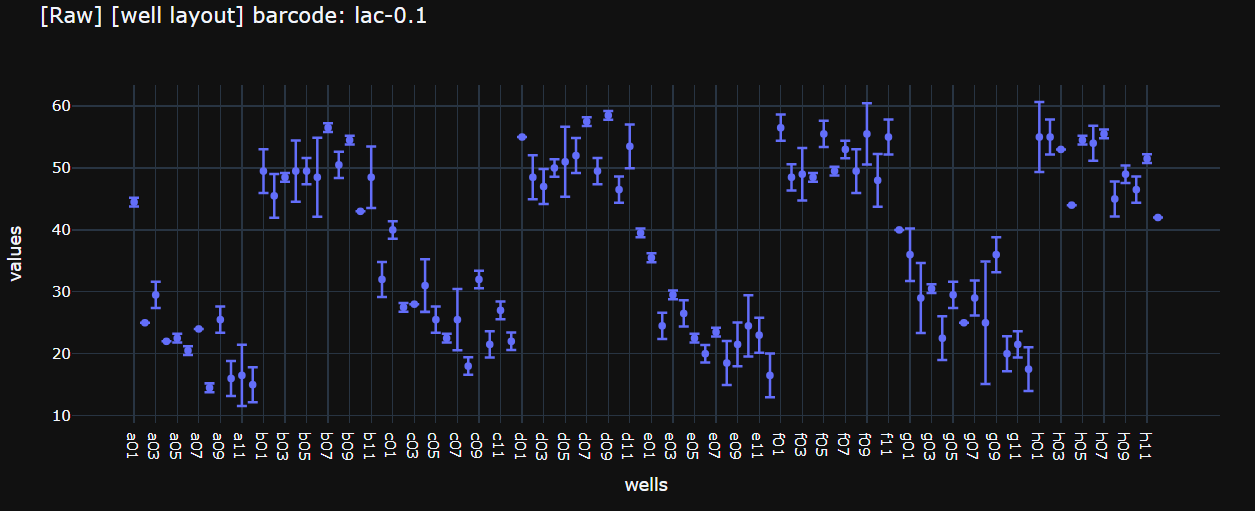 [Raw] [well layout] barcode: lac-0.1
60
50
40
30
20
10
values
a01 a03 a05 a07 a09 a11 b01 b03 b05 b07 b09 b11 c01 c03 c05 c07 c09 c11 d01 d03 d05 d07 d09 d11 e01 e03 e05 e07 e09 e11 f01 f03 f05 f07 f09 f11 g01 g03 g05 g07 g09 g11 h01 h03 h05 h07 h09 h11
wells